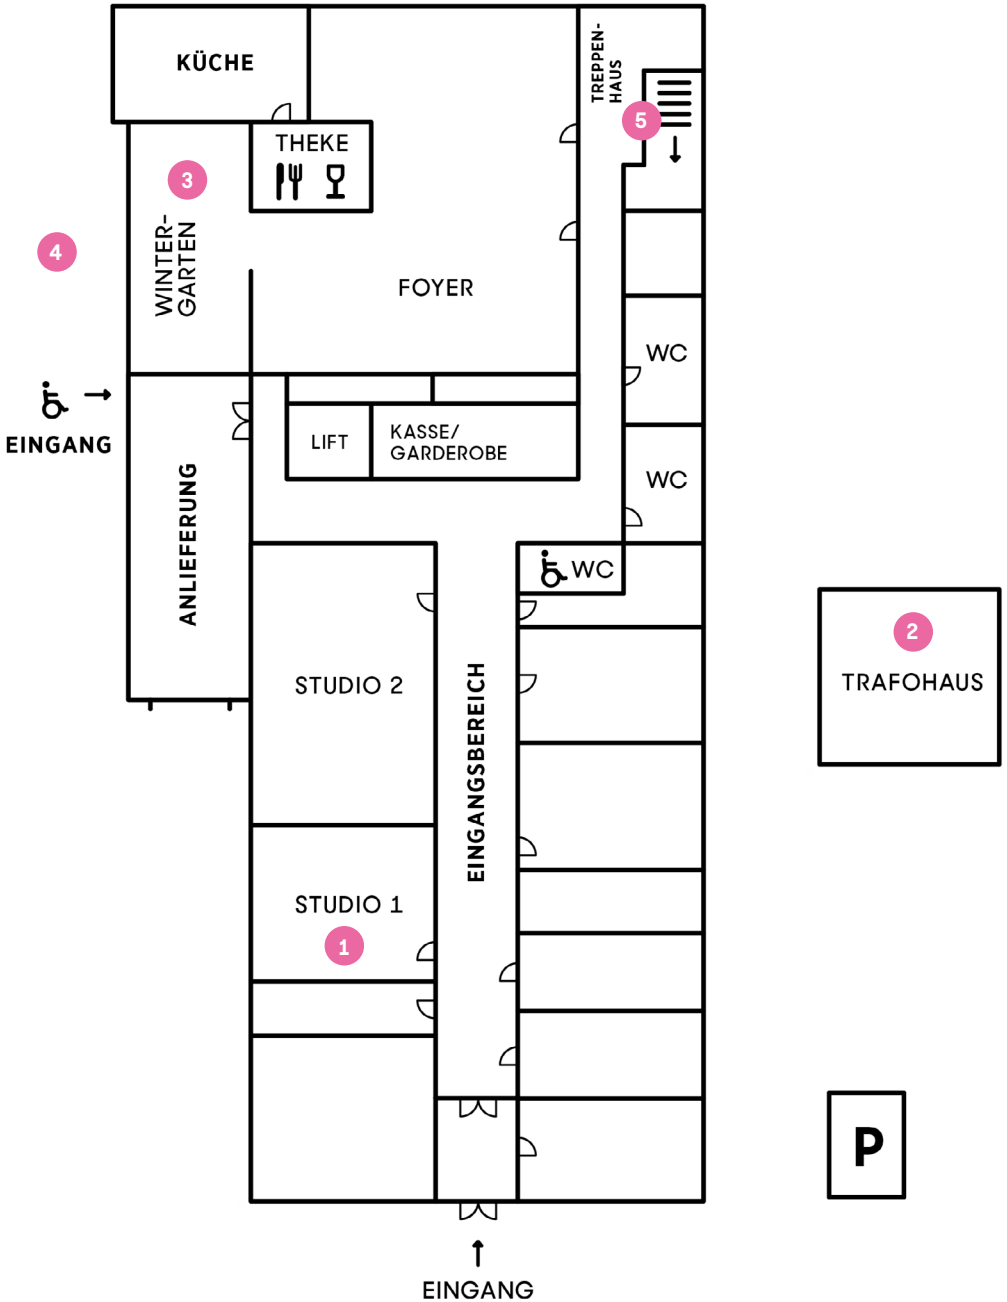 KÜCHE
TREPPEN-
HAUS
5
THEKE
3
WINTER-
GARTEN
4
FOYER
WC
EINGANG
LIFT
KASSE/
GARDEROBE
WC
ANLIEFERUNG
WC
STUDIO 2
EINGANGSBEREICH
2
TRAFOHAUS
STUDIO 1
1
P
EINGANG